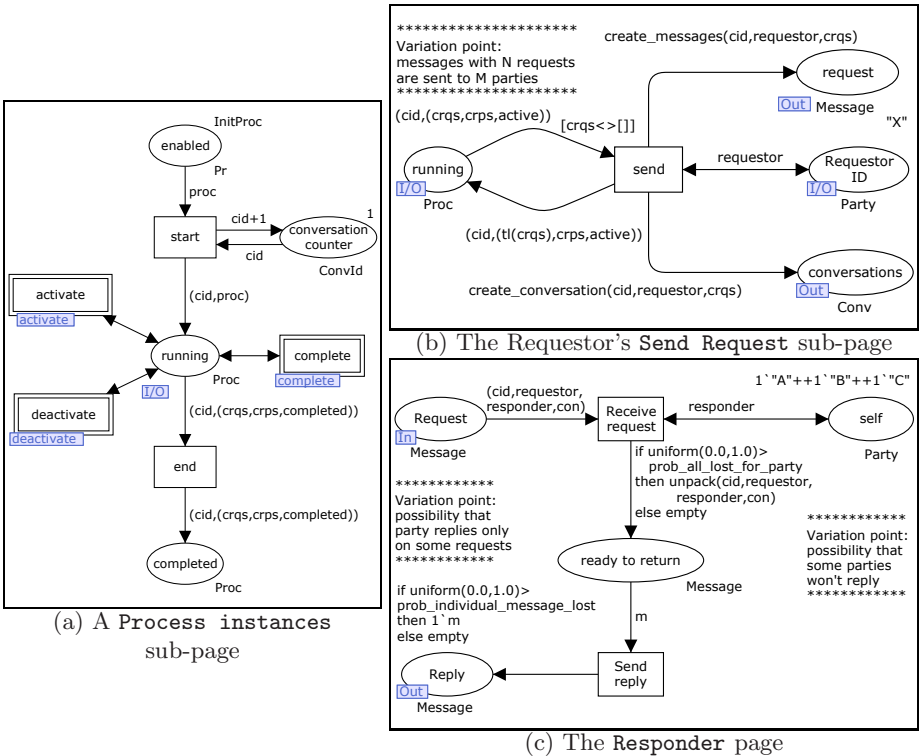 InitProc
enabled
Pr
proc
start
cid+1
cid
1
conversation
counter
ConvId
(cid,proc)
activate
activate
running
Proc
I/O
complete
complete
deactivate
deactivate
(cid,(crqs,crps,completed))
end
(cid,(crqs,crps,completed))
completed
Proc
(a) A Process instances
sub-page
*********************
Variation point:
messages with N requests
are sent to M parties
*********************
create_messages(cid,requestor,crqs)
request
Out
Message
(cid,(crqs,crps,active))
[crqs<>[]]
running
I/O
Proc
send
requestor
"X"
Requestor
ID
I/O
Party
(cid,(tl(crqs),crps,active))
create_conversation(cid,requestor,crqs)
conversations
Out
Conv
(b) The Requestor's Send Request sub-page
Request
In
Message
(cid,requestor,
responder,con)
Receive
request
responder
1`"A"++1`"B"++1`"C"
self
Party
if uniform(0.0,1.0)>
prob_all_lost_for_party
then unpack(cid,requestor,
responder,con)
else empty
************
Variation point:
possibility that
party replies only
on some requests
************
************
Variation point:
possibility that
some parties
won't reply
************
ready to return
Message
m
if uniform(0.0,1.0)>
prob_individual_message_lost
then 1`m
else empty
Reply
Out
Message
Send
reply
(c) The Responder page